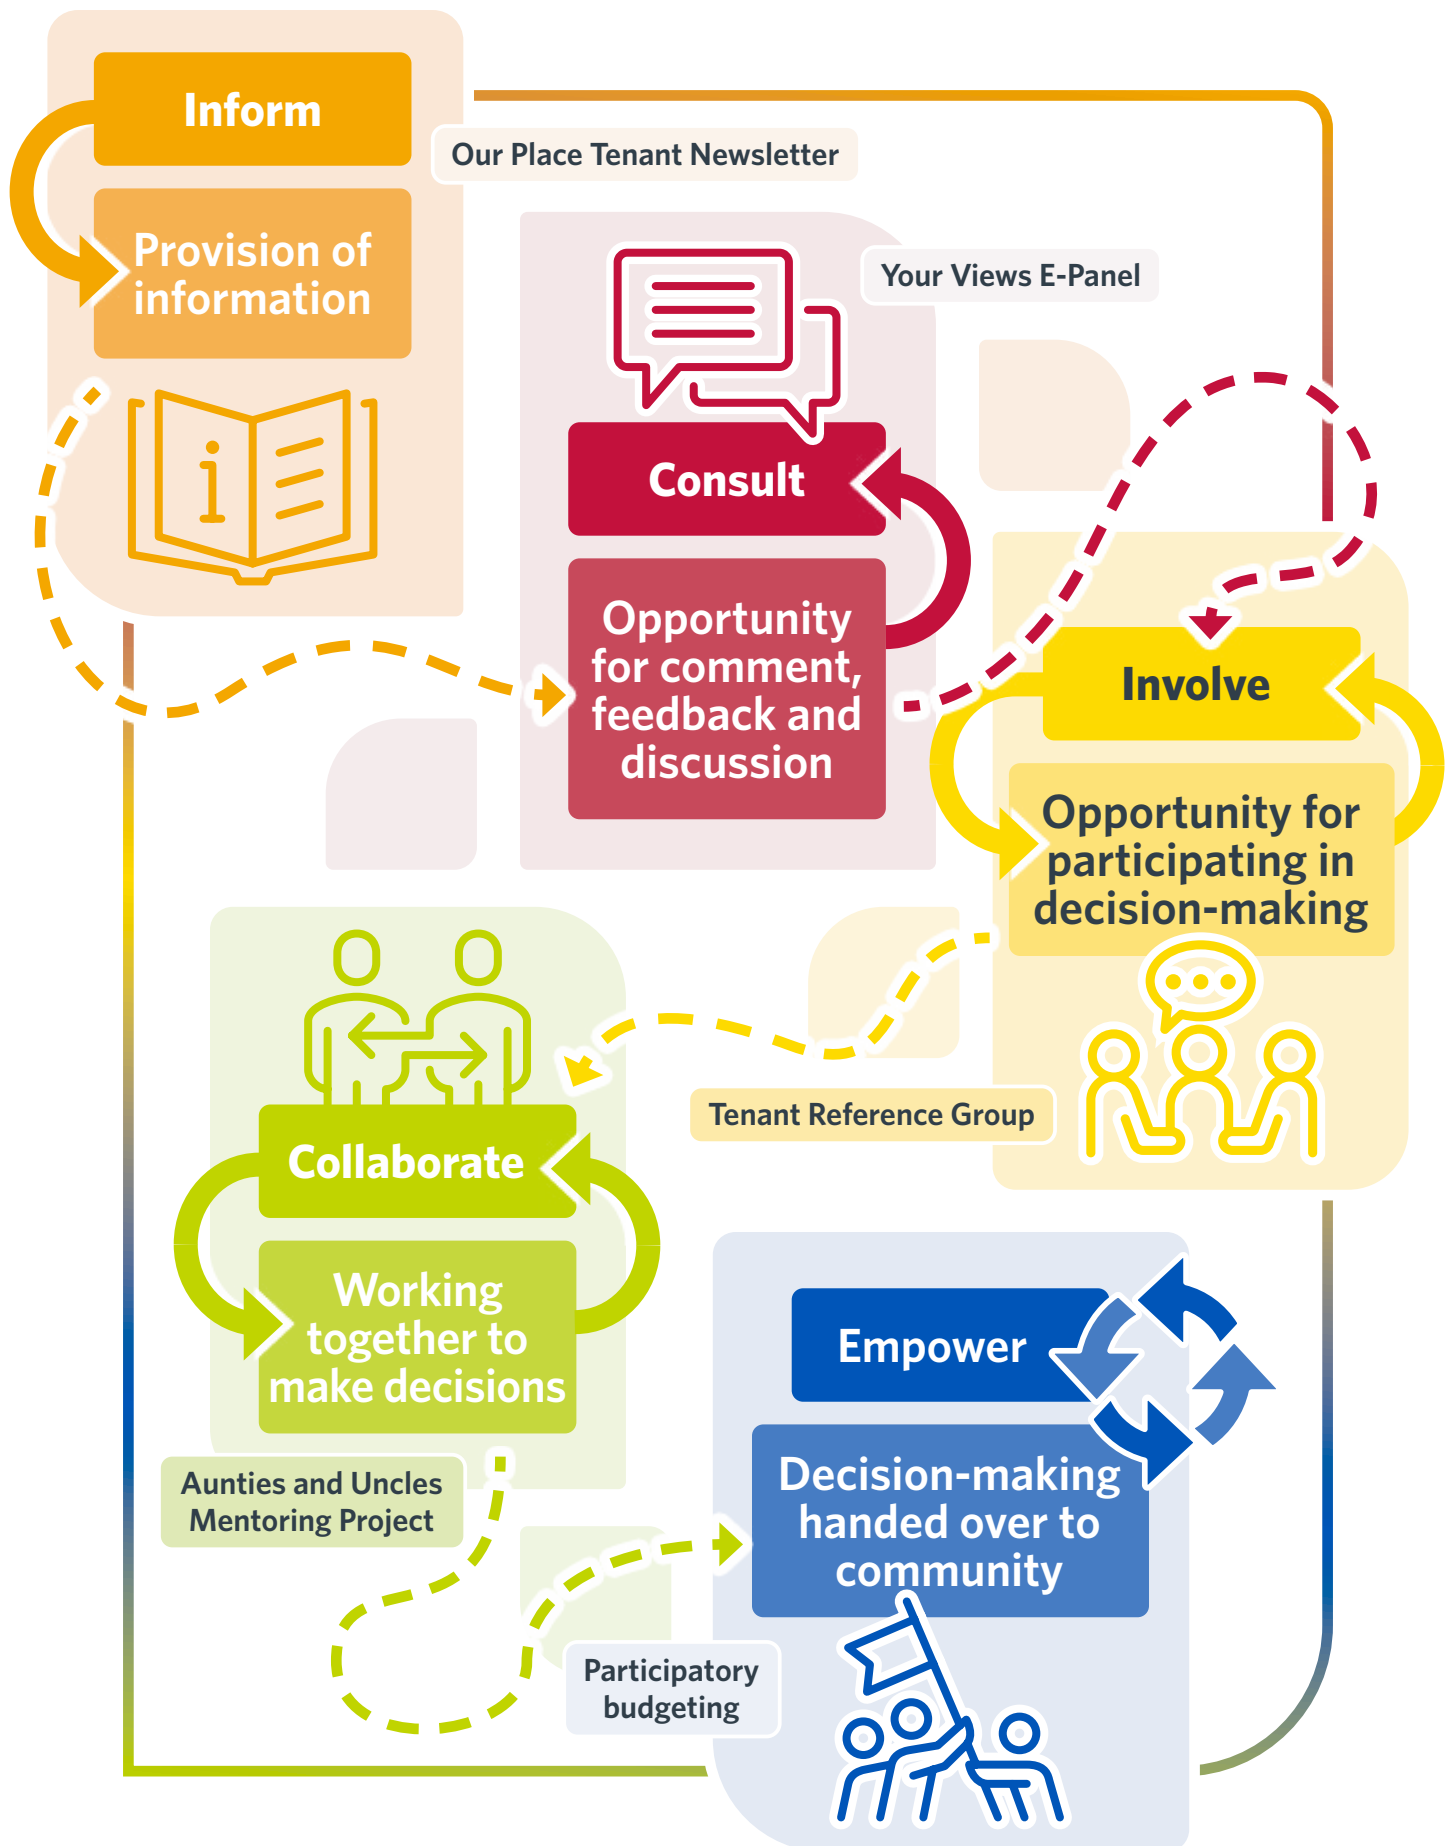 Inform
Our Place Tenant Newsletter
Provision of
information
Your Views E-Panel
Consult
Opportunity
for comment,
feedback and
discussion
Involve
Opportunity for
participating in
decision-making
Tenant Reference Group
Collaborate
Working
together to
make decisions
Aunties and Uncles
Mentoring Project
Empower
Decision-making
handed over to
community
Participatory
budgeting